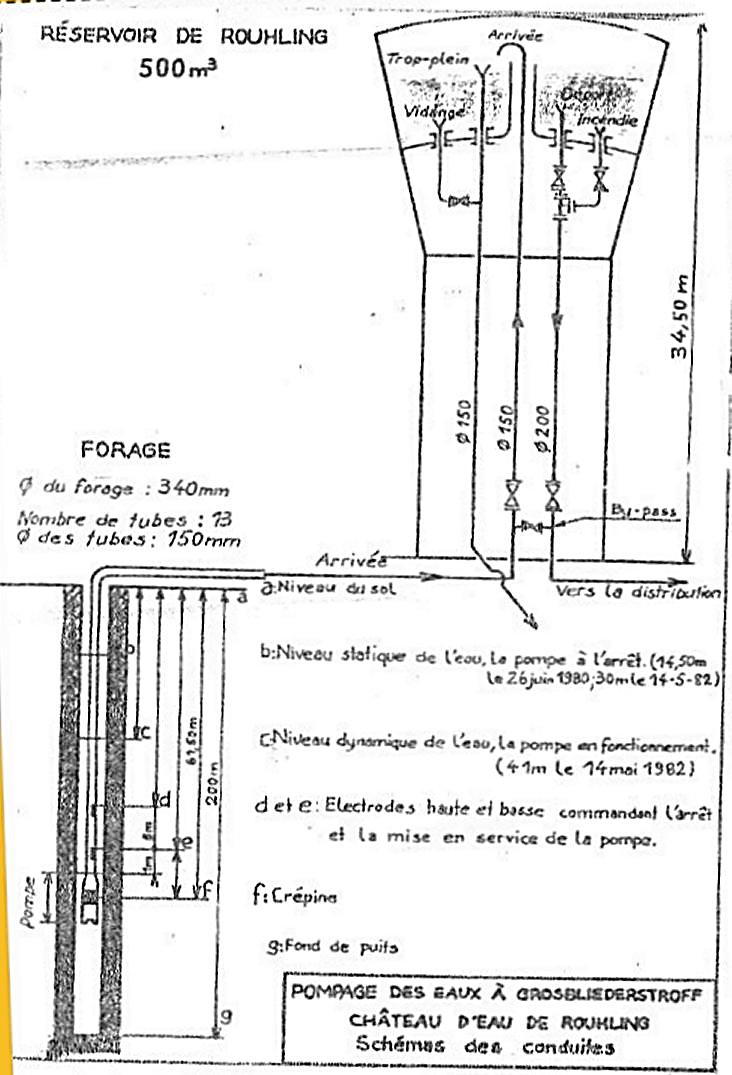 RÉSERVOIR DE ROUHLING
500m³
Arrivée
Trop-plein
Départ
Vidange
Incendie
34,50 m
Ø 150
Ø 150
Ø 200
By-pass
FORAGE
Ø du forage : 340mm
Nombre de tubes : 13
Ø des tubes : 150mm
Arrivée
a
a:Niveau du sol
Vers la distribution
b
b:Niveau statique de l'eau, la pompe à l'arrêt. (14,50m
le 26 juin 1980; 30m le 14-5-82)
c
c:Niveau dynamique de l'eau, la pompe en fonctionnement.
(41m le 14 mai 1982)
200m
d
d et e : Electrodes haute et basse commandant l'arrêt
et la mise en service de la pompe.
1m
8m
e
Pompe
f
f: Crépine
g: Fond de puits
g
POMPAGE DES EAUX À GROSBLIEDERSTROFF
CHÂTEAU D'EAU DE ROUHLING
Schémas des conduites